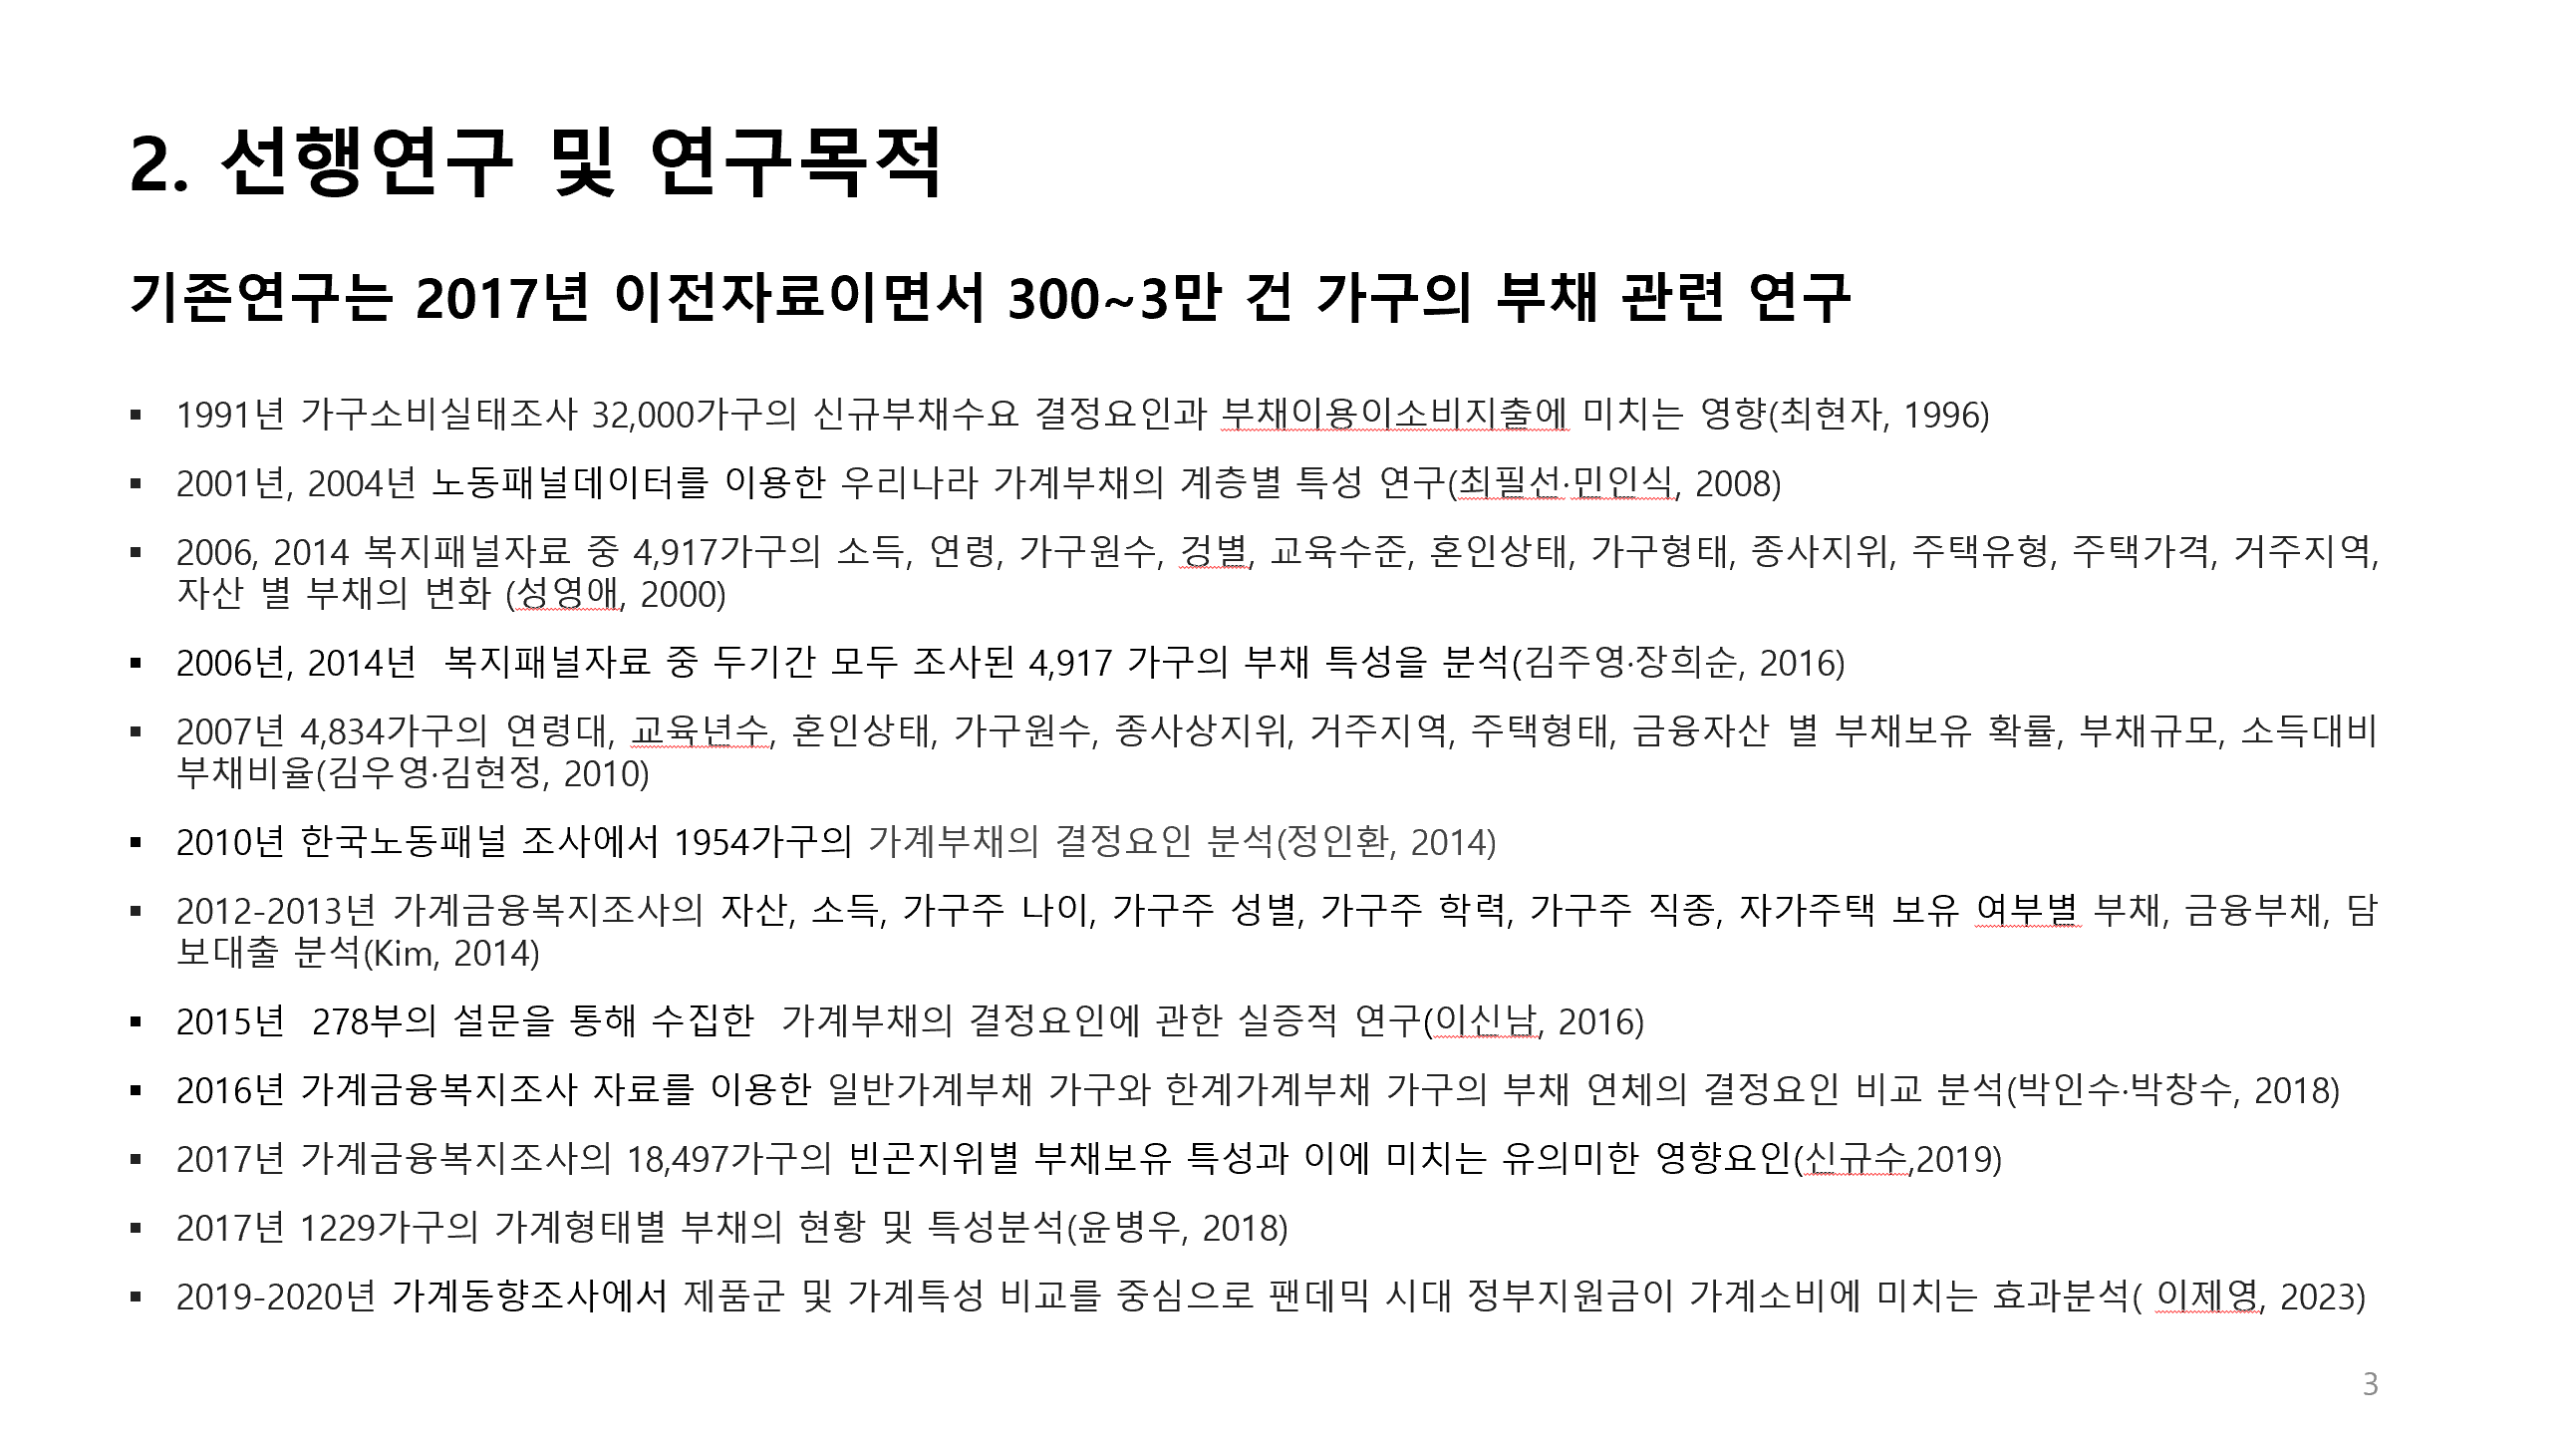 2. 선행연구 및 연구목적
기존연구는 2017년 이전자료이면서 300~3만 건 가구의 부채 관련 연구
▪ 1991년 가구소비실태조사 32,000가구의 신규부채수요 결정요인과 부채이용이소비지출에 미치는 영향(최현자, 1996)
▪ 2001년, 2004년 노동패널데이터를 이용한 우리나라 가계부채의 계층별 특성 연구(최필선·민인식, 2008)
▪ 2006, 2014 복지패널자료 중 4,917가구의 소득, 연령, 가구원수, 겅별, 교육수준, 혼인상태, 가구형태, 종사지위, 주택유형, 주택가격, 거주지역,
자산 별 부채의 변화 (성영애, 2000)
▪ 2006년, 2014년  복지패널자료 중 두기간 모두 조사된 4,917 가구의 부채 특성을 분석(김주영·장희순, 2016)
▪ 2007년 4,834가구의 연령대, 교육년수, 혼인상태, 가구원수, 종사상지위, 거주지역, 주택형태, 금융자산 별 부채보유 확률, 부채규모, 소득대비
부채비율(김우영·김현정, 2010)
▪ 2010년 한국노동패널 조사에서 1954가구의 가계부채의 결정요인 분석(정인환, 2014)
▪ 2012-2013년 가계금융복지조사의 자산, 소득, 가구주 나이, 가구주 성별, 가구주 학력, 가구주 직종, 자가주택 보유 여부별 부채, 금융부채, 담
보대출 분석(Kim, 2014)
▪ 2015년  278부의 설문을 통해 수집한  가계부채의 결정요인에 관한 실증적 연구(이신남, 2016)
▪ 2016년 가계금융복지조사 자료를 이용한 일반가계부채 가구와 한계가계부채 가구의 부채 연체의 결정요인 비교 분석(박인수·박창수, 2018)
▪ 2017년 가계금융복지조사의 18,497가구의 빈곤지위별 부채보유 특성과 이에 미치는 유의미한 영향요인(신규수,2019)
▪ 2017년 1229가구의 가계형태별 부채의 현황 및 특성분석(윤병우, 2018)
▪ 2019-2020년 가계동향조사에서 제품군 및 가계특성 비교를 중심으로 팬데믹 시대 정부지원금이 가계소비에 미치는 효과분석( 이제영, 2023)
3